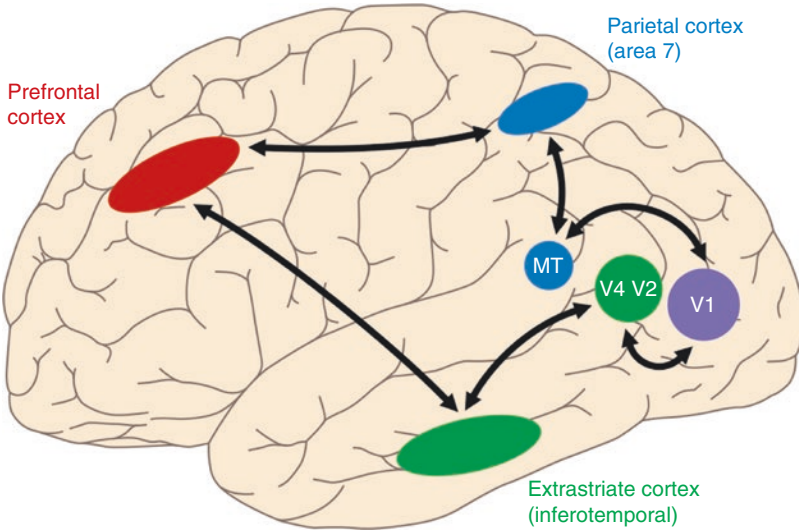 Parietal cortex
(area 7)
Prefrontal
cortex
MT
V4 V2
V1
Extrastriate cortex
(inferotemporal)